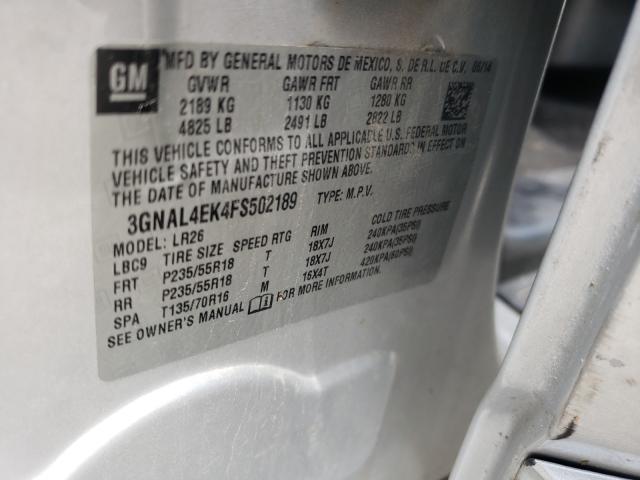 GM
MFD BY GENERAL MOTORS DE MEXICO, S. DE R.L. DE C.V. 08/14
GVWR GAWR FRT GAWR RR
2189 KG 1130 KG 1280 KG
4825 LB 2491 LB 2822 LB
THIS VEHICLE CONFORMS TO ALL APPLICABLE U.S. FEDERAL MOTOR
VEHICLE SAFETY AND THEFT PREVENTION STANDARDS IN EFFECT ON
THE DATE OF MANUFACTURE SHOWN ABOVE.
3GNAL4EK4FS502189 TYPE: M.P.V.
MODEL: LR26
LBC9 TIRE SIZE SPEED RTG RIM COLD TIRE PRESSURE
FRT P235/55R18 T 18X7J 240KPA(35PSI)
RR P235/55R18 T 18X7J 240KPA(35PSI)
SPA T135/70R16 M 16X4T 420KPA(60PSI)
SEE OWNER'S MANUAL FOR MORE INFORMATION.